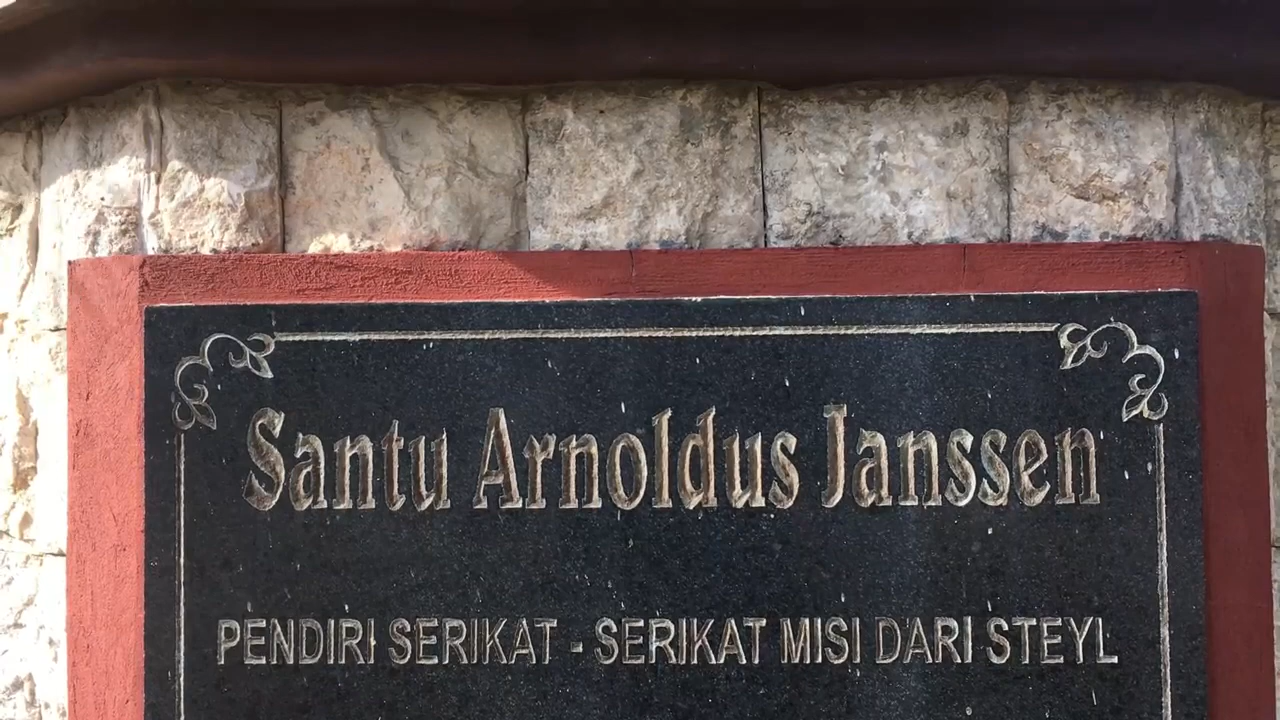 Santu Arnoldus Janssen
PENDIRI SERIKAT - SERIKAT MISI DARI STEYL